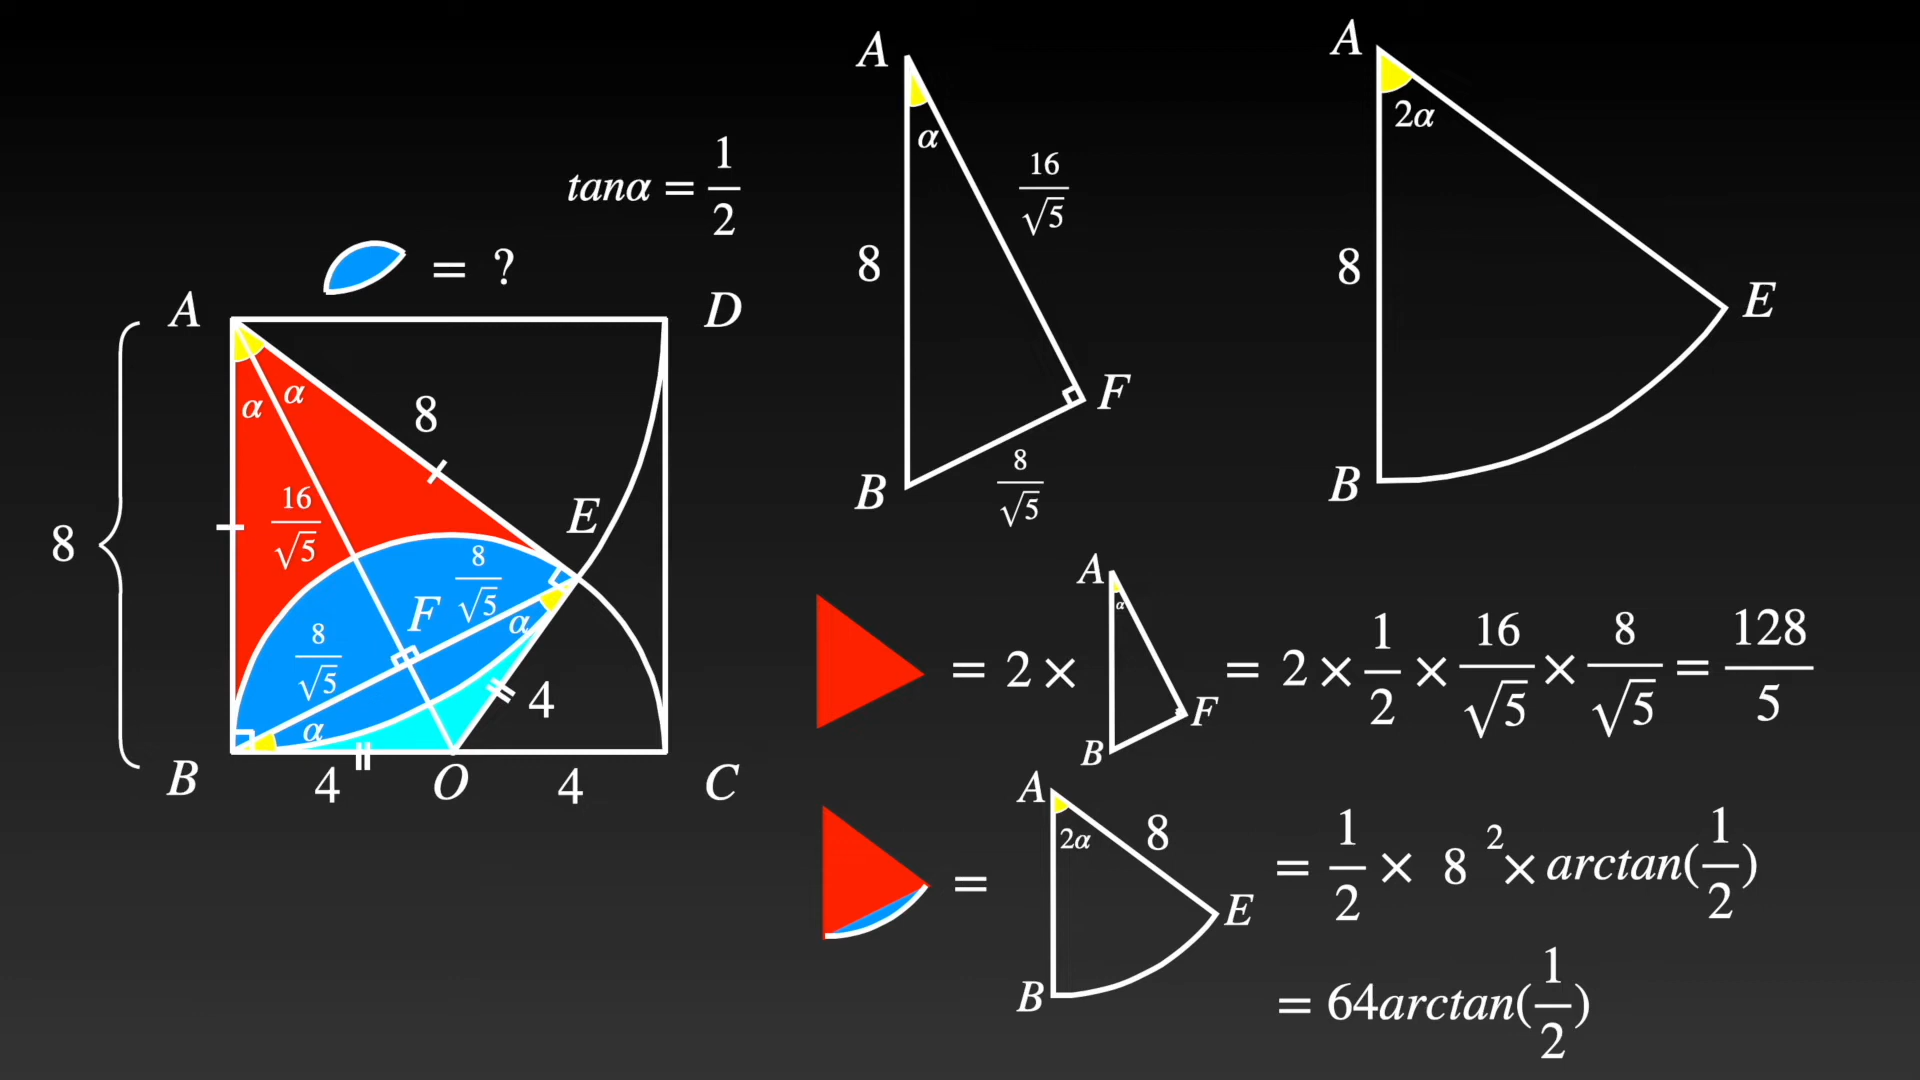 tanα = 1/2
= ?
A D
α α
8
8
16/√5
E
F
8/√5
8/√5
α
α
4
B 4 O 4 C
A
α
16/√5
8
F
B
8/√5
A
2α
8
E
B
= 2 × A α F B = 2 × 1/2 × 16/√5 × 8/√5 = 128/5
= A 2α 8 E B = 1/2 × 8² × arctan(1/2)
= 64arctan(1/2)